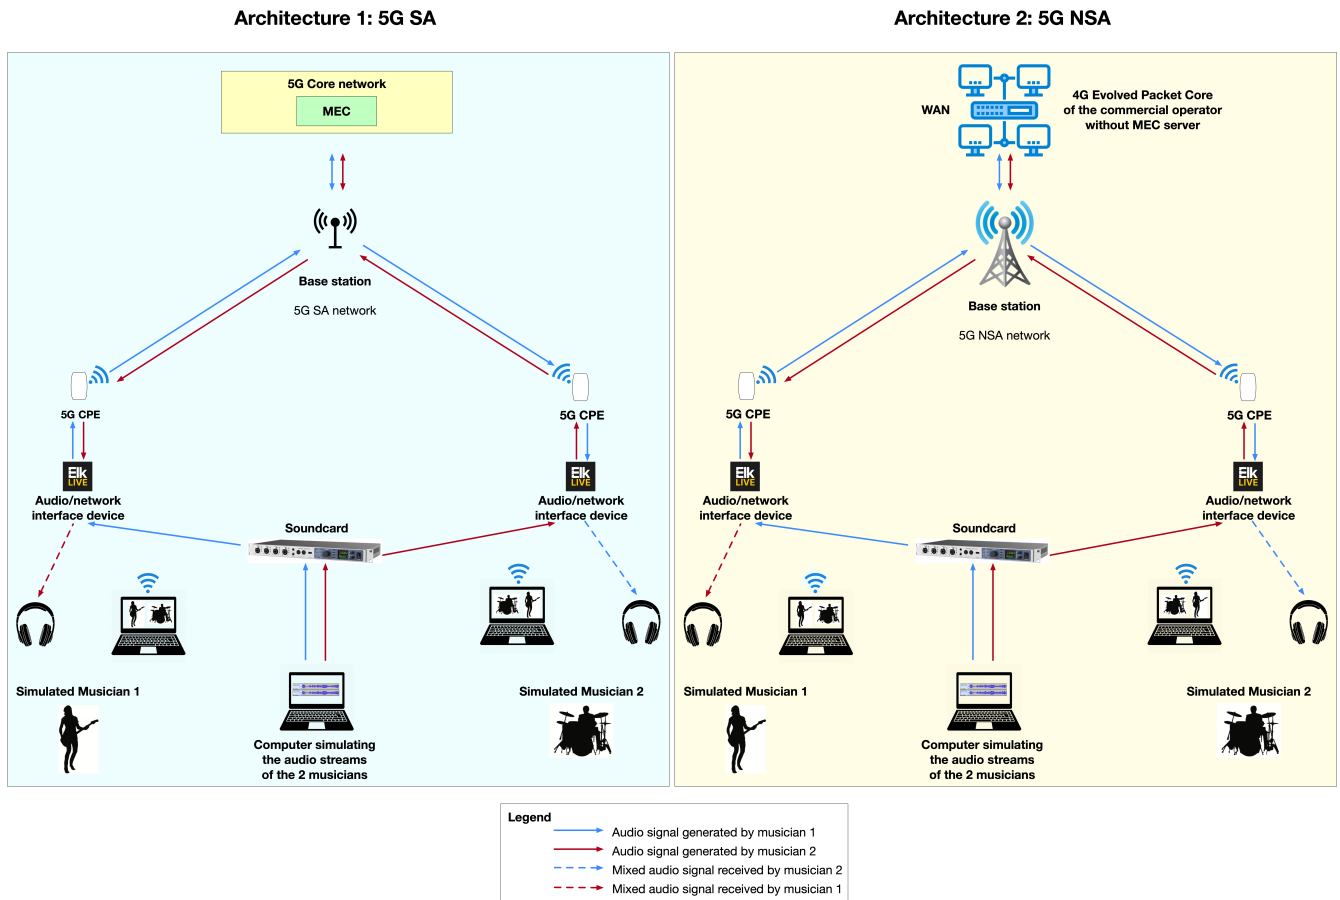 Architecture 1: 5G SA
Architecture 2: 5G NSA
5G Core network
MEC
Base station
5G SA network
5G CPE
5G CPE
Elk
LIVE
Audio/network
interface device
Elk
LIVE
Audio/network
interface device
Soundcard
Simulated Musician 1
Simulated Musician 2
Computer simulating
the audio streams
of the 2 musicians
WAN
4G Evolved Packet Core
of the commercial operator
without MEC server
Base station
5G NSA network
5G CPE
5G CPE
Elk
LIVE
Audio/network
interface device
Elk
LIVE
Audio/network
interface device
Soundcard
Simulated Musician 1
Simulated Musician 2
Computer simulating
the audio streams
of the 2 musicians
Legend
Audio signal generated by musician 1
Audio signal generated by musician 2
Mixed audio signal received by musician 2
Mixed audio signal received by musician 1